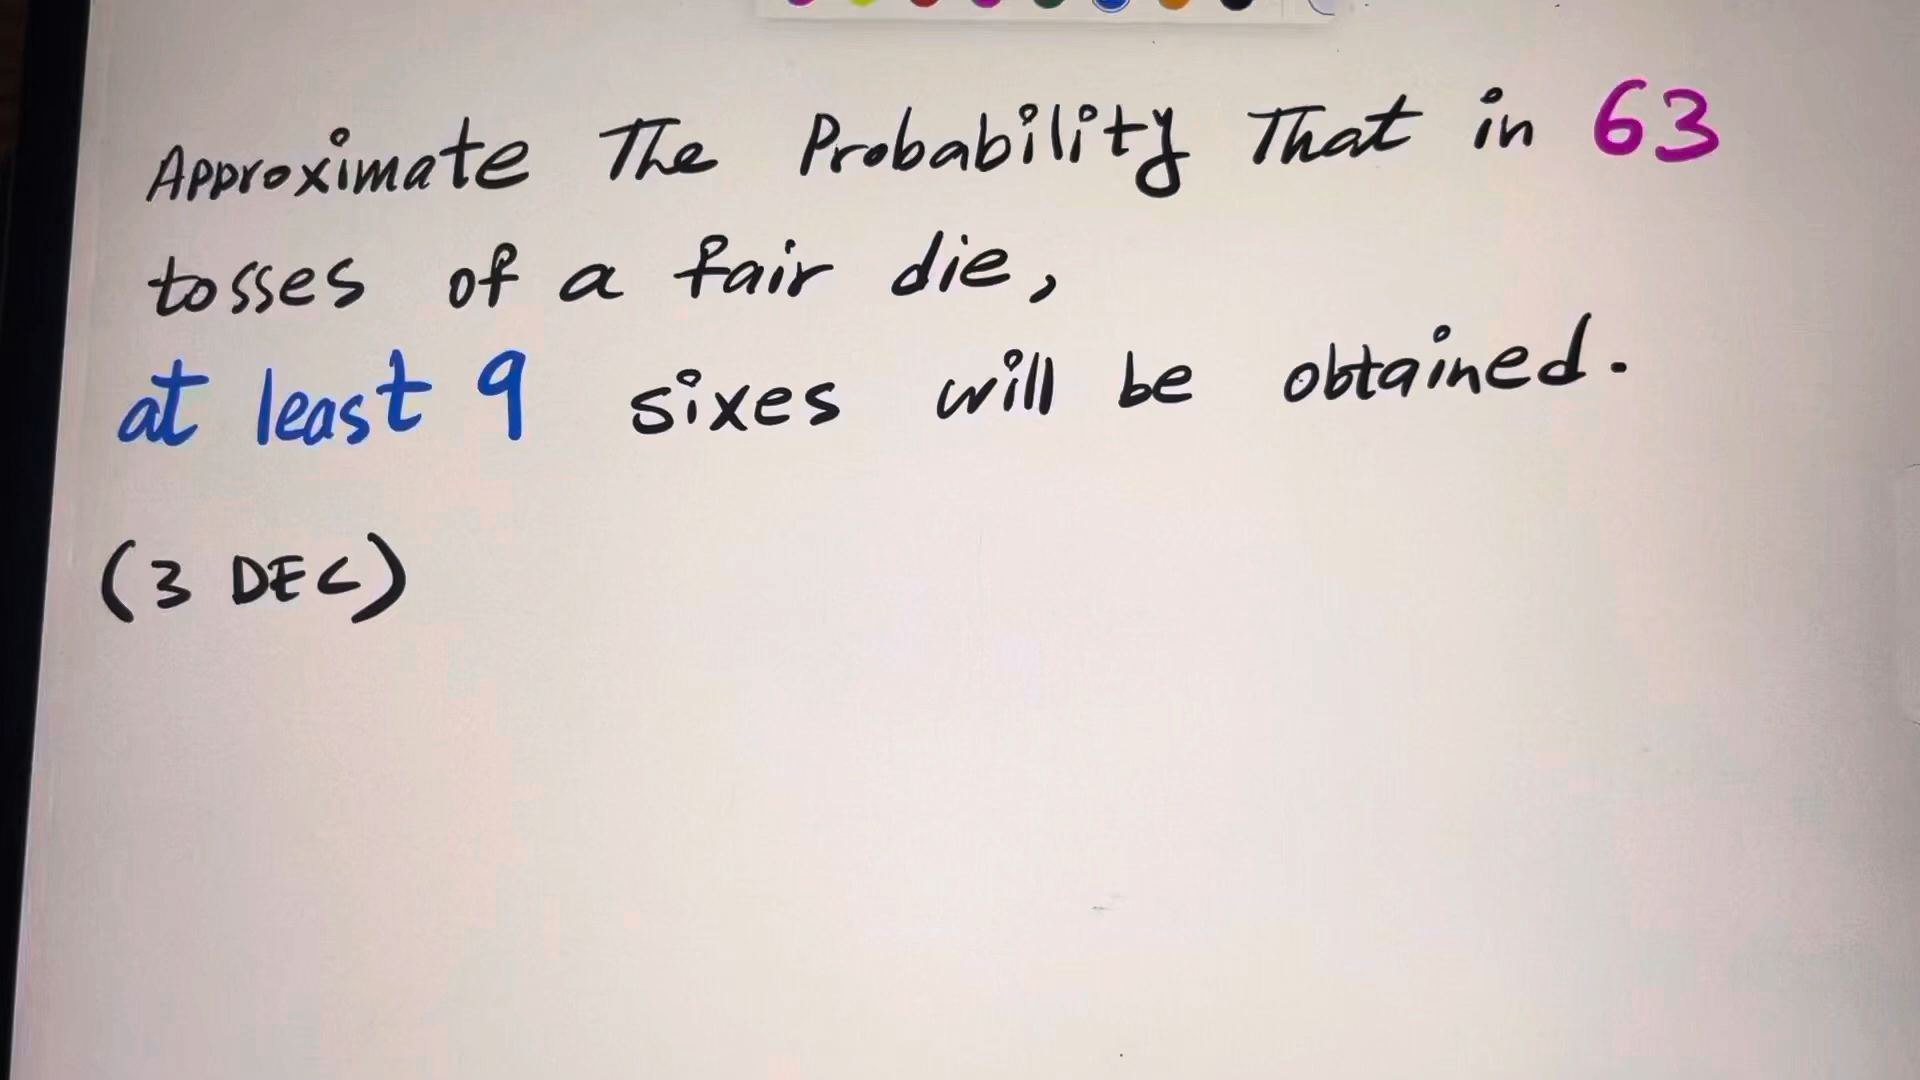 Approximate The Probability That in 63
tosses of a fair die,
at least 9 sixes will be obtained.
(3 DEC)